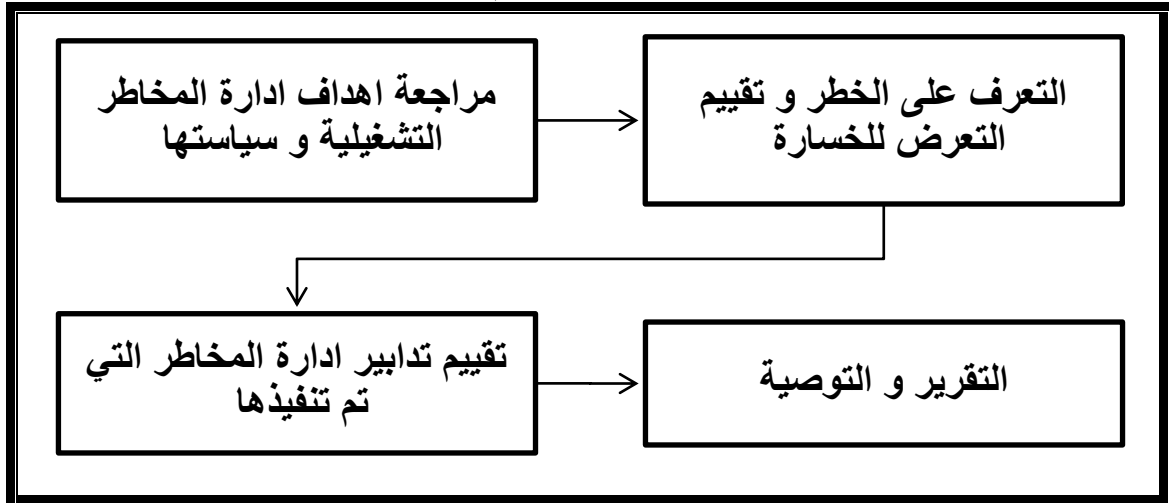 مراجعة اهداف ادارة المخاطر
التشغيلية و سياستها
التعرف على الخطر و تقييم
التعرض للخسارة
تقييم تدابير ادارة المخاطر التي
تم تنفيذها
التقرير و التوصية